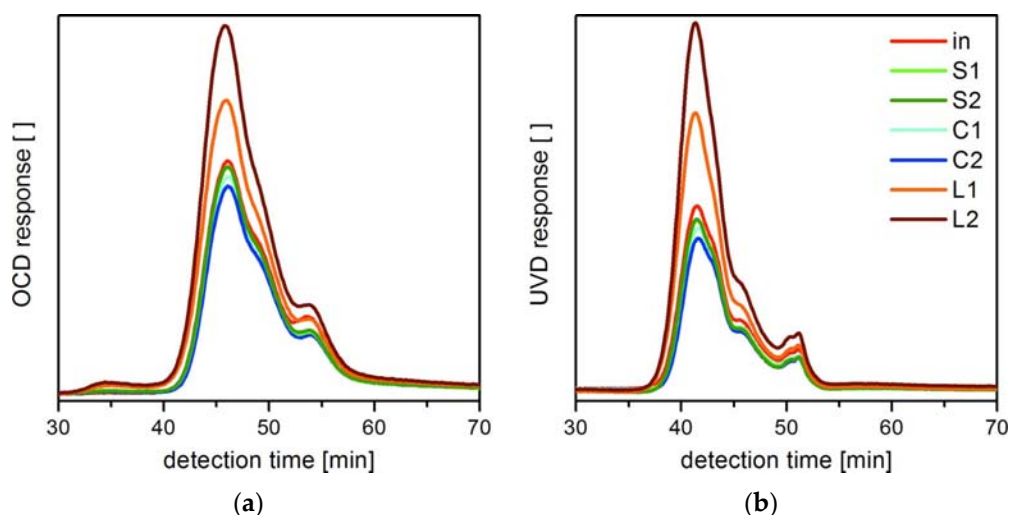 OCD response [ ]
30 40 50 60 70
detection time [min]
(a)
UVD response [ ]
in
S1
S2
C1
C2
L1
L2
30 40 50 60 70
detection time [min]
(b)